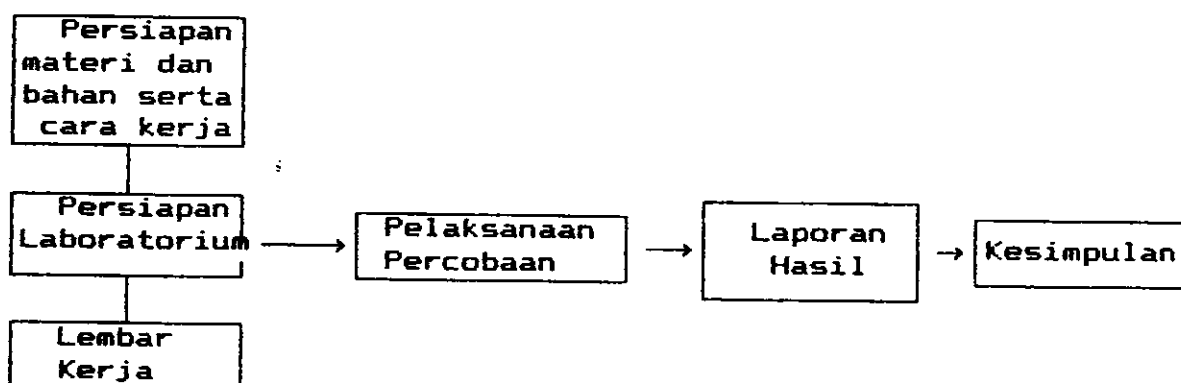 Persiapan
materi dan
bahan serta
cara kerja
Persiapan
Laboratorium
Lembar
Kerja
Pelaksanaan
Percobaan
Laporan
Hasil
Kesimpulan